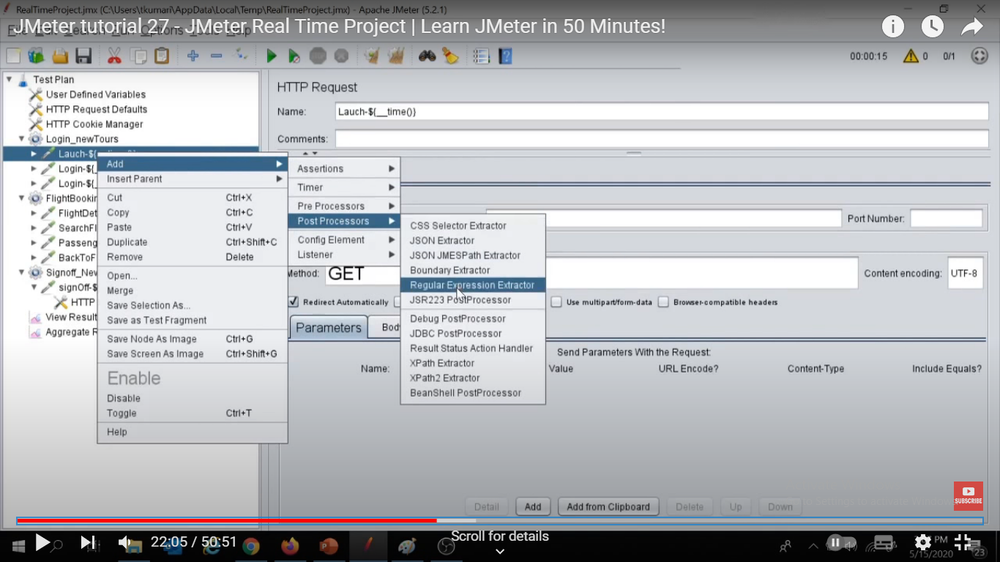 RealTimeProject.jmx (C:\Users\tkumari\AppData\Local\Temp\RealTimeProject.jmx) - Apache JMeter (5.2.1)
JMeter tutorial 27 - JMeter Real Time Project | Learn JMeter in 50 Minutes!
00:00:15 0 0/1
Test Plan
User Defined Variables
HTTP Request Defaults
HTTP Cookie Manager
Login_newTours
Lauch-${
Login-${_
Login-${_
FlightBookin
FlightDet
SearchFl
Passeng
BackToF
Signoff_New
signOff-$
HTTP
View Result
Aggregate R
HTTP Request
Name: Lauch-${__time()}
Comments:
Add
Insert Parent
Cut Ctrl+X
Copy Ctrl+C
Paste Ctrl+V
Duplicate Ctrl+Shift+C
Remove Delete
Open...
Merge
Save Selection As...
Save as Test Fragment
Save Node As Image Ctrl+G
Save Screen As Image Ctrl+Shift+G
Enable
Disable
Toggle Ctrl+T
Help
Assertions
Timer
Pre Processors
Post Processors
Config Element
Listener
CSS Selector Extractor
JSON Extractor
JSON JMESPath Extractor
Boundary Extractor
Regular Expression Extractor
JSR223 PostProcessor
Debug PostProcessor
JDBC PostProcessor
Result Status Action Handler
XPath Extractor
XPath2 Extractor
BeanShell PostProcessor
Port Number:
Method: GET
Content encoding: UTF-8
Redirect Automatically
Use multipart/form-data
Browser-compatible headers
Parameters Body
Send Parameters With the Request:
Name: Value URL Encode? Content-Type Include Equals?
Detail Add Add from Clipboard Delete Up Down
SUBSCRIBE
22:05 / 50:51
Scroll for details
PM
5/15/2020
23